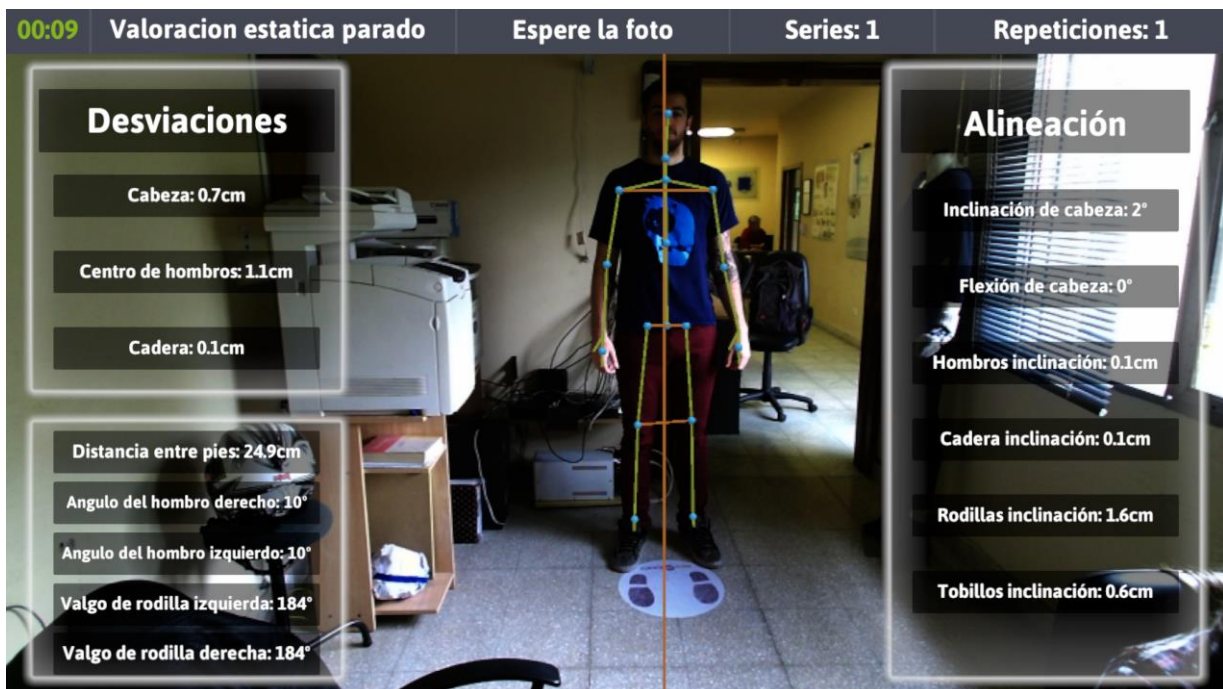 00:09
Valoracion estatica parado
Espere la foto
Series: 1
Repeticiones: 1
Desviaciones
Cabeza: 0.7cm
Centro de hombros: 1.1cm
Cadera: 0.1cm
Distancia entre pies: 24.9cm
Angulo del hombro derecho: 10°
Angulo del hombro izquierdo: 10°
Valgo de rodilla izquierda: 184°
Valgo de rodilla derecha: 184°
Alineación
Inclinación de cabeza: 2°
Flexión de cabeza: 0°
Hombros inclinación: 0.1cm
Cadera inclinación: 0.1cm
Rodillas inclinación: 1.6cm
Tobillos inclinación: 0.6cm